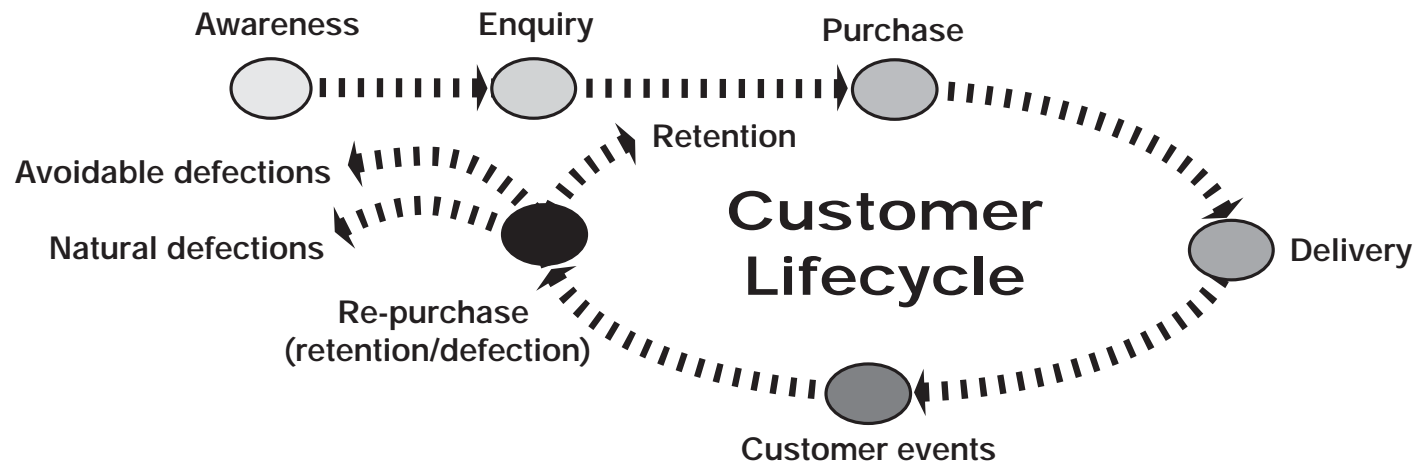 Awareness
Enquiry
Purchase
Retention
Avoidable defections
Customer
Lifecycle
Natural defections
Delivery
Re-purchase
(retention/defection)
Customer events